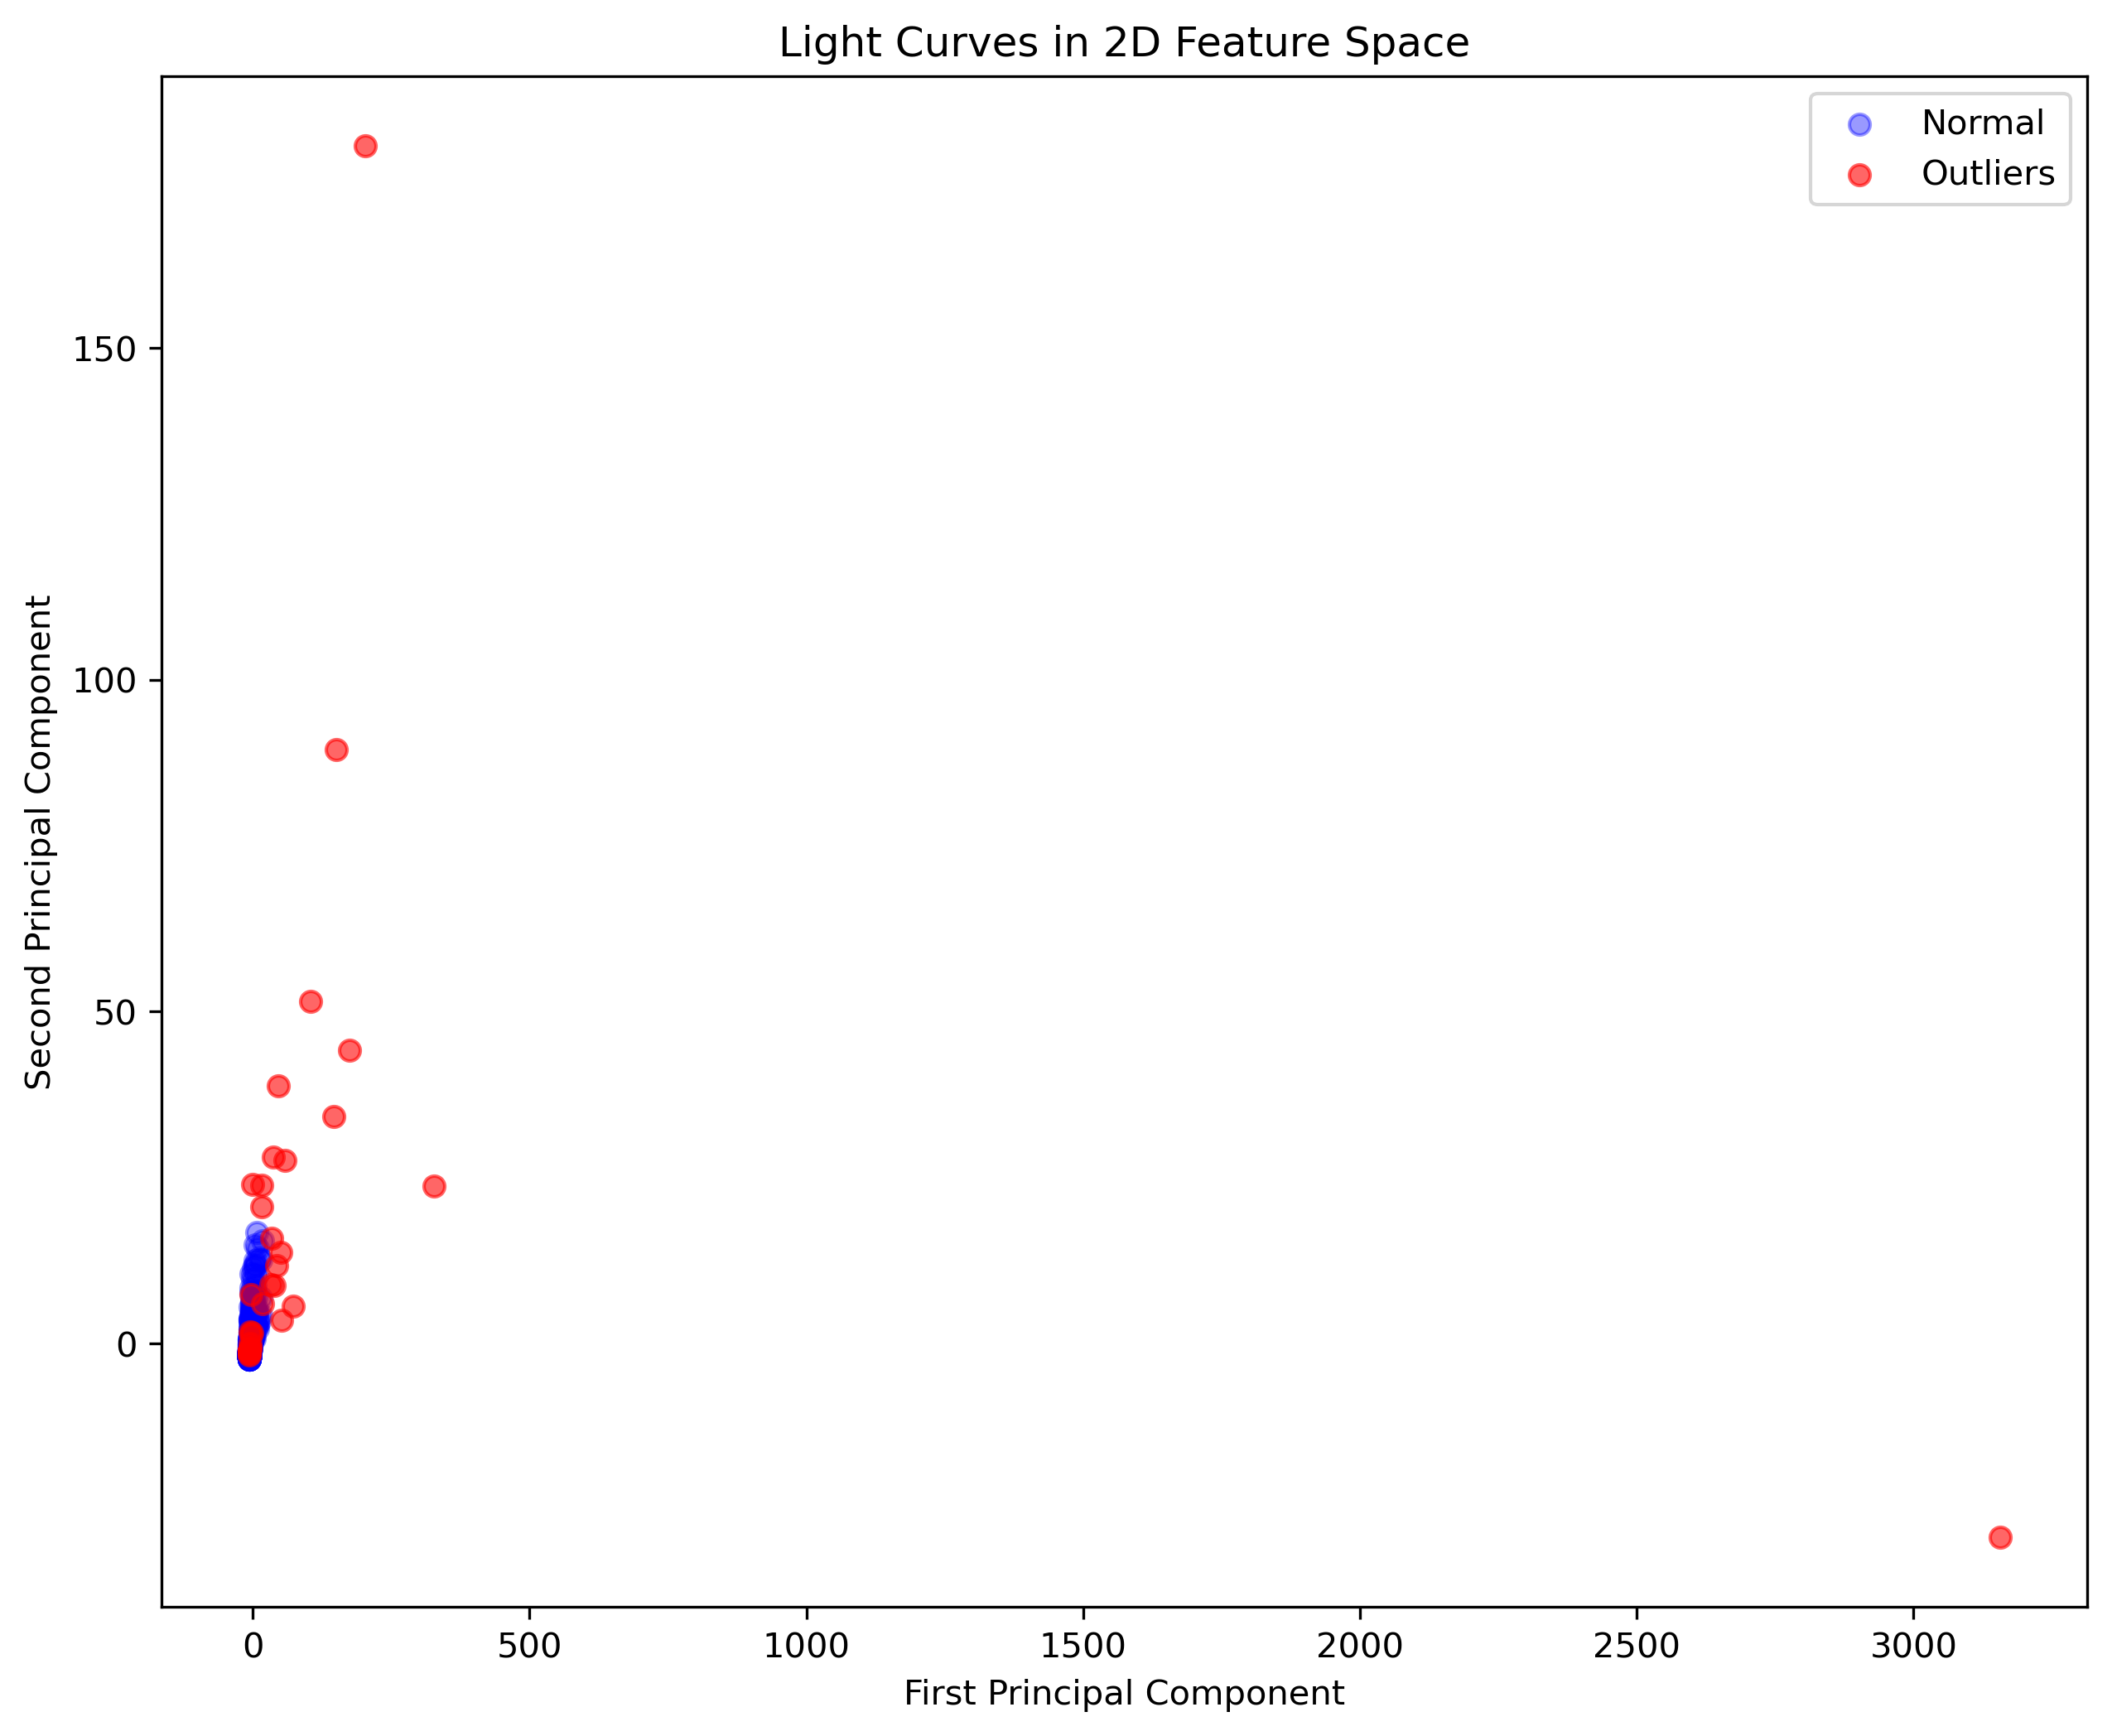 Light Curves in 2D Feature Space
Normal
Outliers
150
100
50
0
Second Principal Component
0 500 1000 1500 2000 2500 3000
First Principal Component